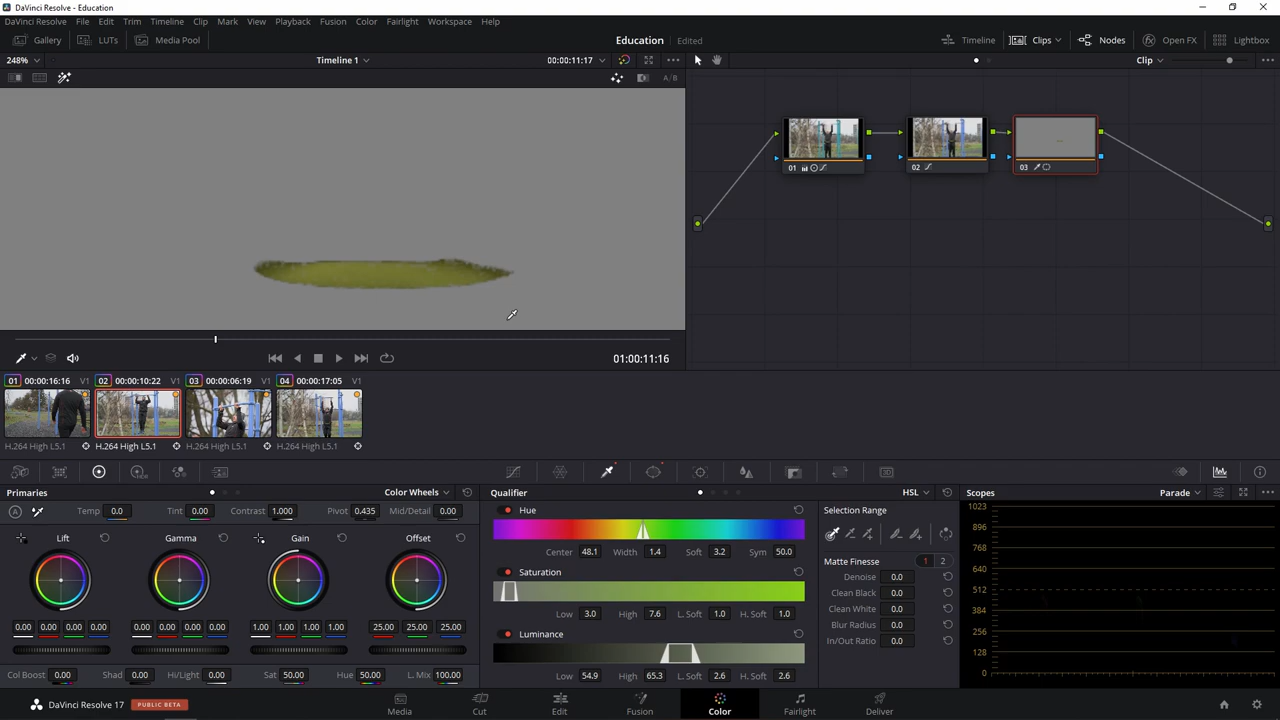 DaVinci Resolve - Education
DaVinci Resolve File Edit Trim Timeline Clip Mark View Playback Fusion Color Fairlight Workspace Help
Gallery LUTs Media Pool Education Edited Timeline Clips Nodes Open FX Lightbox
248% Timeline 1 00:00:11:17 Clip
A/B
01 02 03
01:00:11:16
01 00:00:16:16 V1 02 00:00:10:22 V1 03 00:00:06:19 V1 04 00:00:17:05 V1
H.264 High L5.1 H.264 High L5.1 H.264 High L5.1 H.264 High L5.1
Primaries Color Wheels Qualifier HSL Scopes Parade
A Temp 0.0 Tint 0.00 Contrast 1.000 Pivot 0.435 Mid/Detail 0.00
Hue Selection Range
Lift Gamma Gain Offset
Center 48.1 Width 1.4 Soft 3.2 Sym 50.0
Matte Finesse 1 2
Saturation Denoise 0.0
Clean Black 0.0
Low 3.0 High 7.6 L. Soft 1.0 H. Soft 1.0 Clean White 0.0
0.00 0.00 0.00 0.00 0.00 0.00 0.00 0.00 1.00 1.00 1.00 1.00 25.00 25.00 25.00 Blur Radius 0.0
Luminance In/Out Ratio 0.0
Col Boost 0.00 Shad 0.00 Hi/Light 0.00 Sat 50.00 Hue 50.00 L. Mix 100.00
Low 54.9 High 65.3 L. Soft 2.6 H. Soft 2.6
1023
896
768
640
512
384
256
128
0
DaVinci Resolve 17 PUBLIC BETA Media Cut Edit Fusion Color Fairlight Deliver